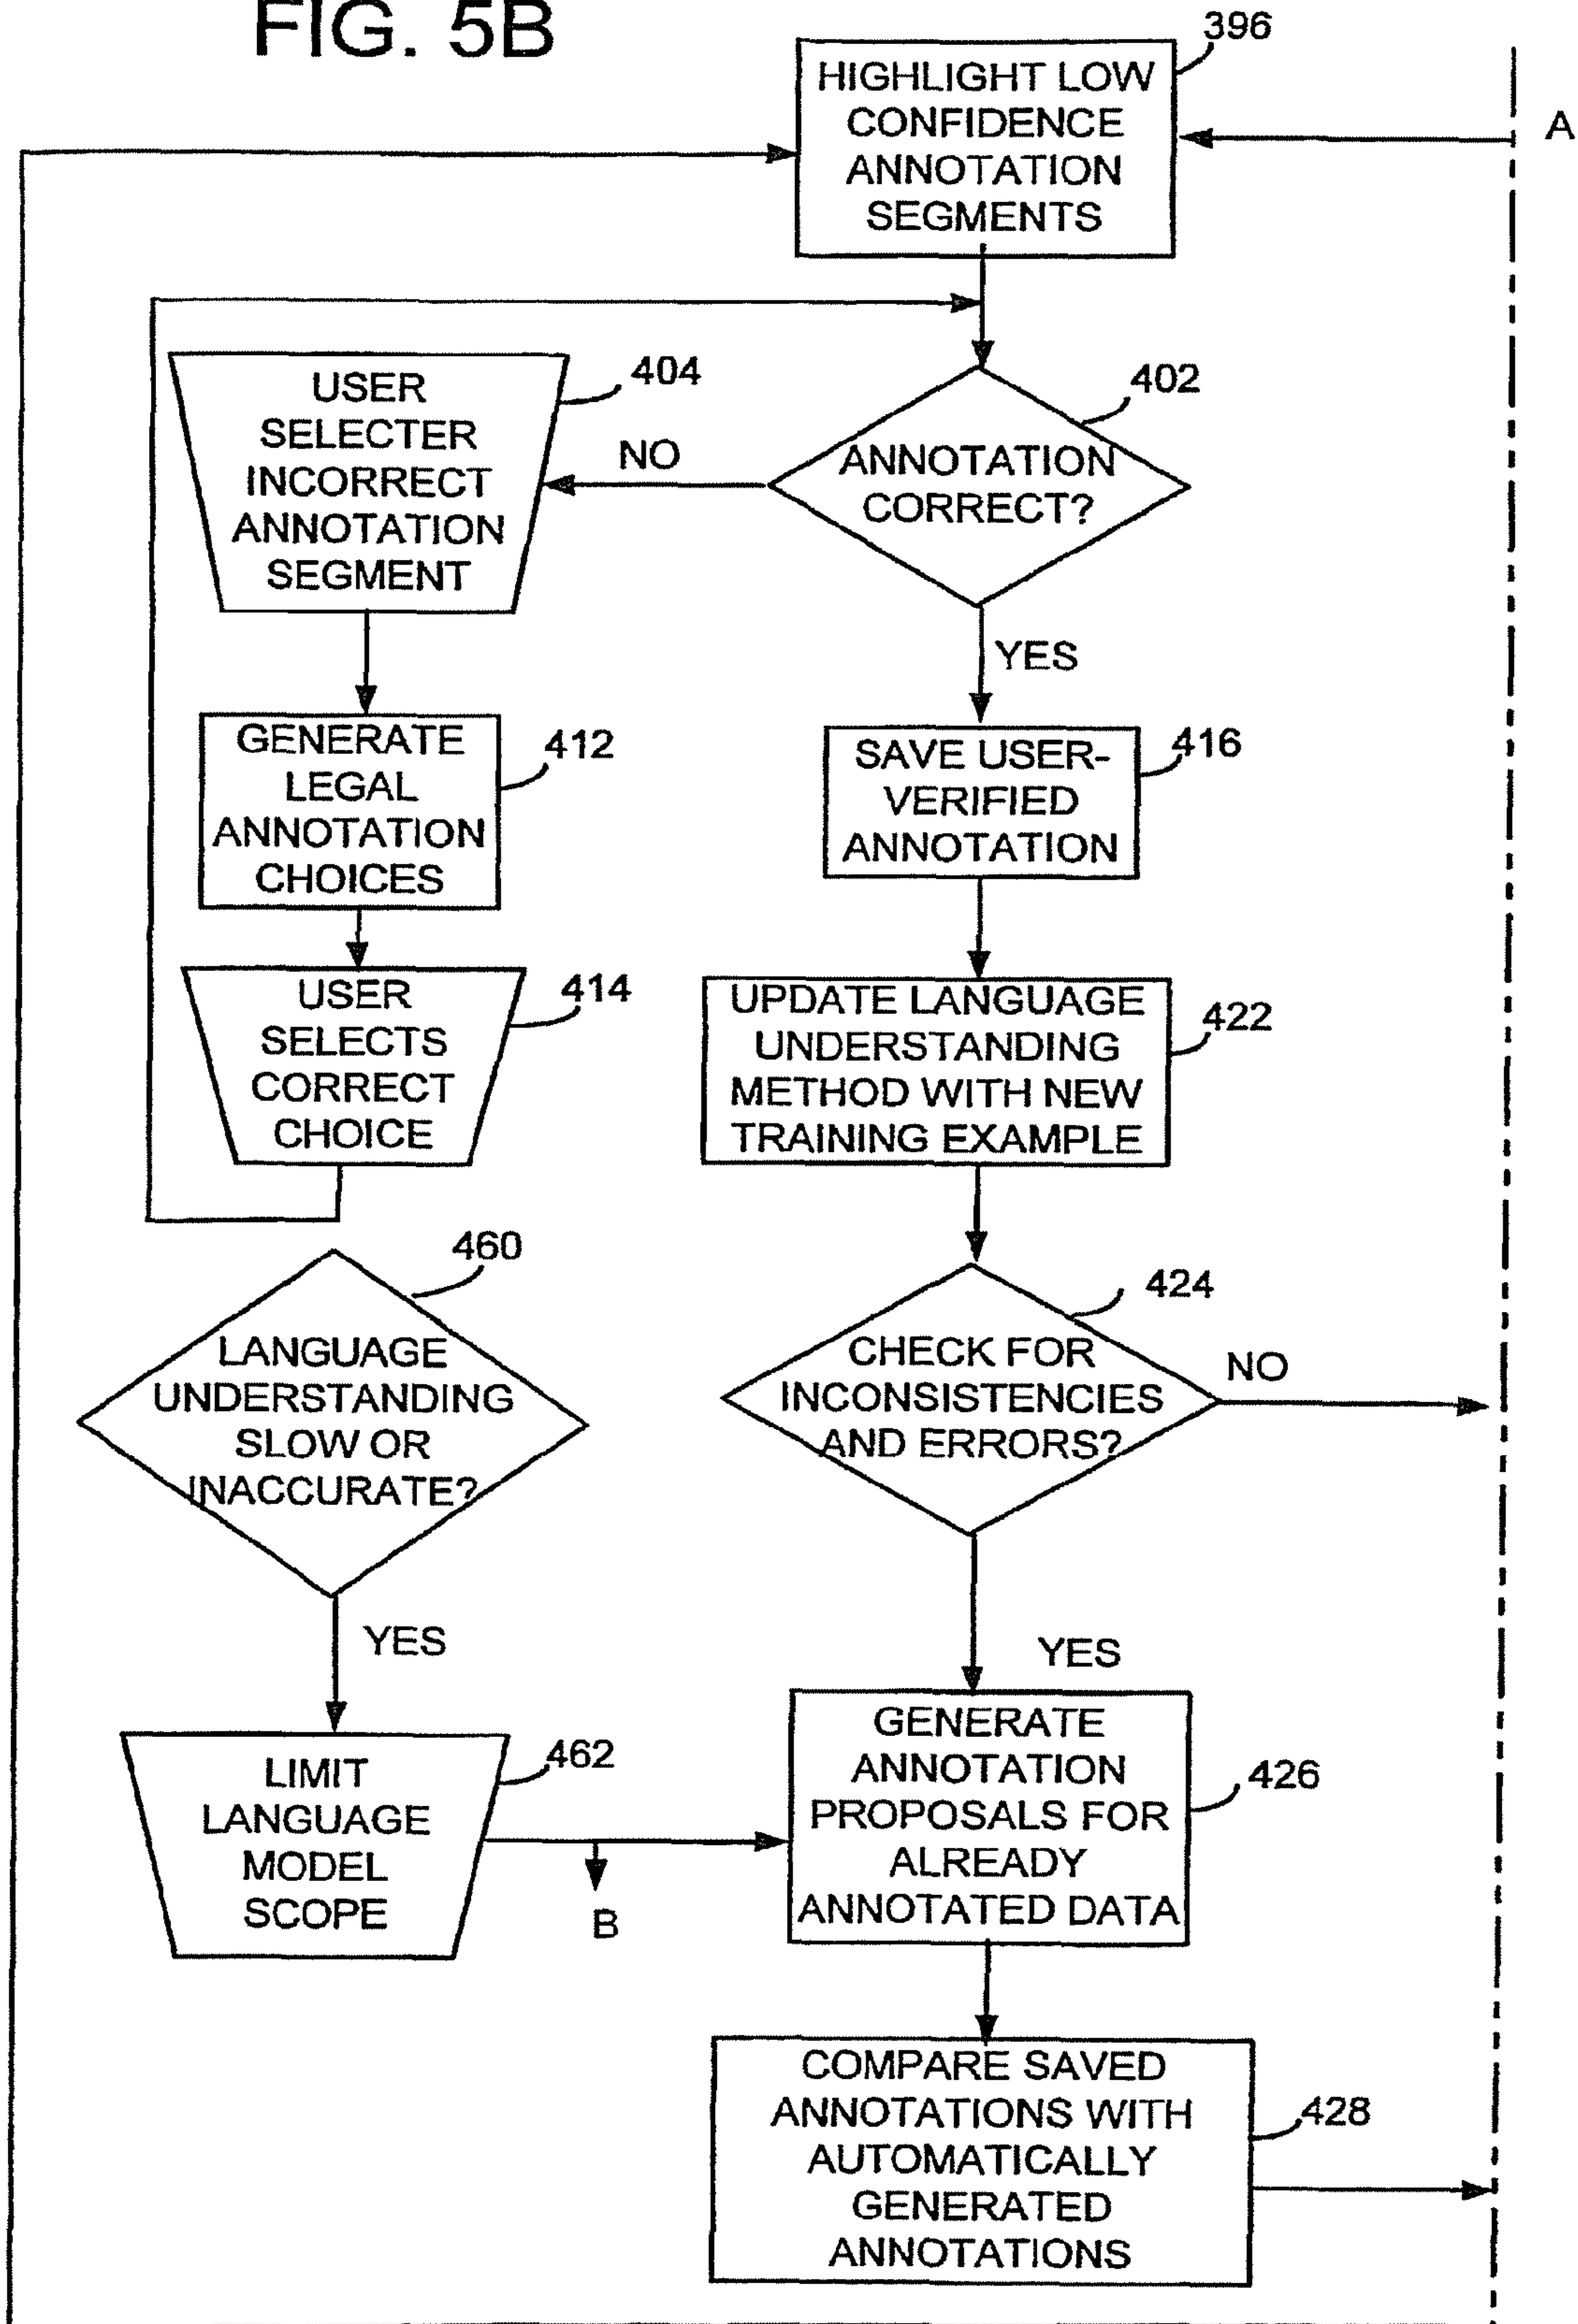 FIG. 5B
396
HIGHLIGHT LOW
CONFIDENCE
ANNOTATION
SEGMENTS
A
404
USER
SELECTER
INCORRECT
ANNOTATION
SEGMENT
NO
402
ANNOTATION
CORRECT?
YES
412
GENERATE
LEGAL
ANNOTATION
CHOICES
416
SAVE USER-
VERIFIED
ANNOTATION
414
USER
SELECTS
CORRECT
CHOICE
422
UPDATE LANGUAGE
UNDERSTANDING
METHOD WITH NEW
TRAINING EXAMPLE
460
LANGUAGE
UNDERSTANDING
SLOW OR
INACCURATE?
YES
424
CHECK FOR
INCONSISTENCIES
AND ERRORS?
NO
YES
462
LIMIT
LANGUAGE
MODEL
SCOPE
B
426
GENERATE
ANNOTATION
PROPOSALS FOR
ALREADY
ANNOTATED DATA
428
COMPARE SAVED
ANNOTATIONS WITH
AUTOMATICALLY
GENERATED
ANNOTATIONS